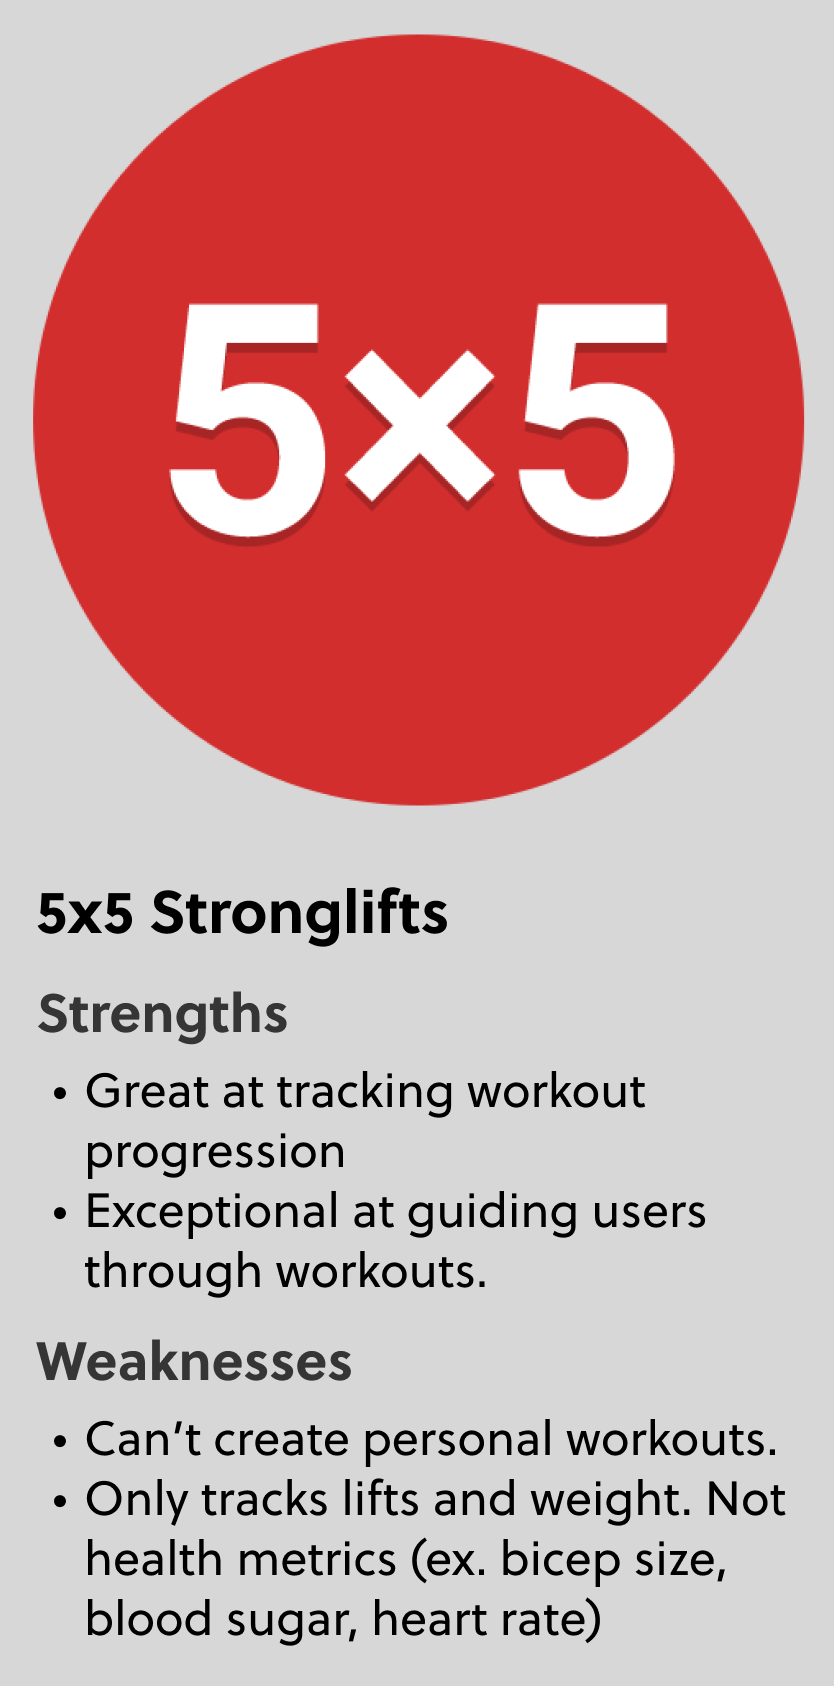 5×5
5x5 Stronglifts
Strengths
• Great at tracking workout
progression
• Exceptional at guiding users
through workouts.
Weaknesses
• Can’t create personal workouts.
• Only tracks lifts and weight. Not
health metrics (ex. bicep size,
blood sugar, heart rate)